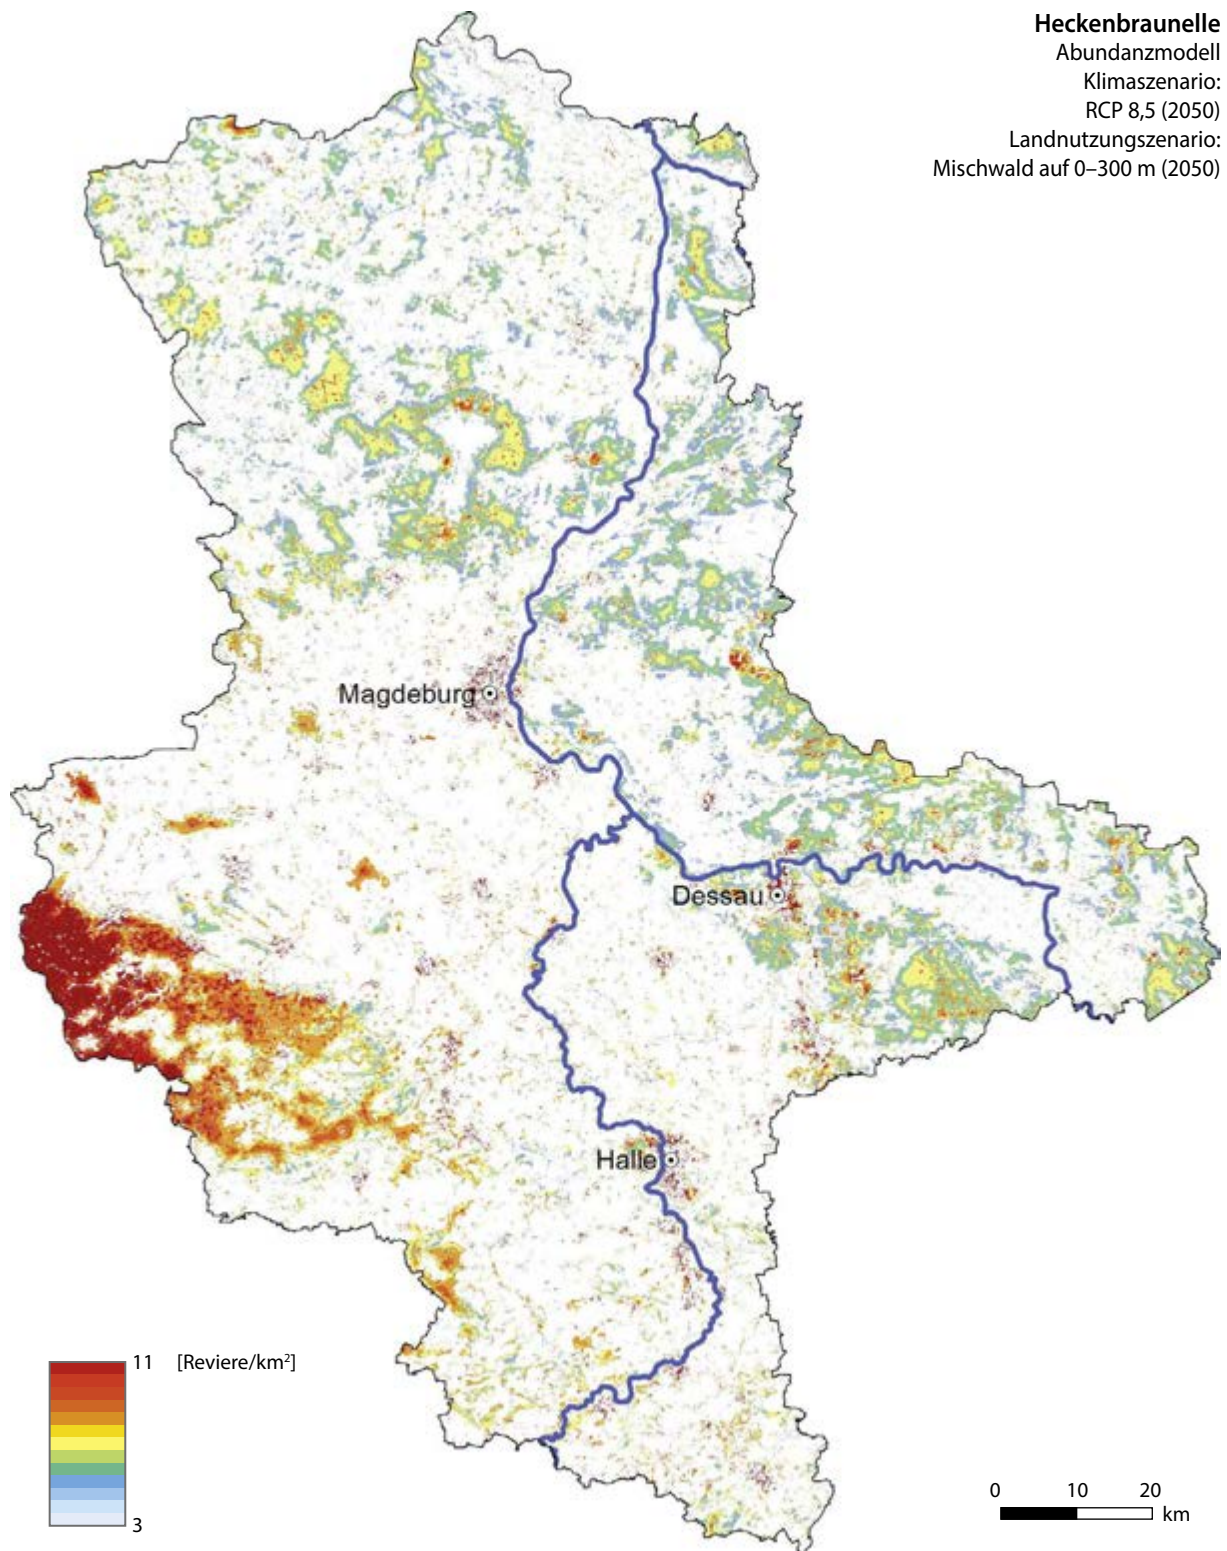 Heckenbraunelle
Abundanzmodell
Klimaszenario:
RCP 8,5 (2050)
Landnutzungszenario:
Mischwald auf 0–300 m (2050)
Magdeburg
Dessau
Halle
11 [Reviere/km²]
3
0 10 20
km